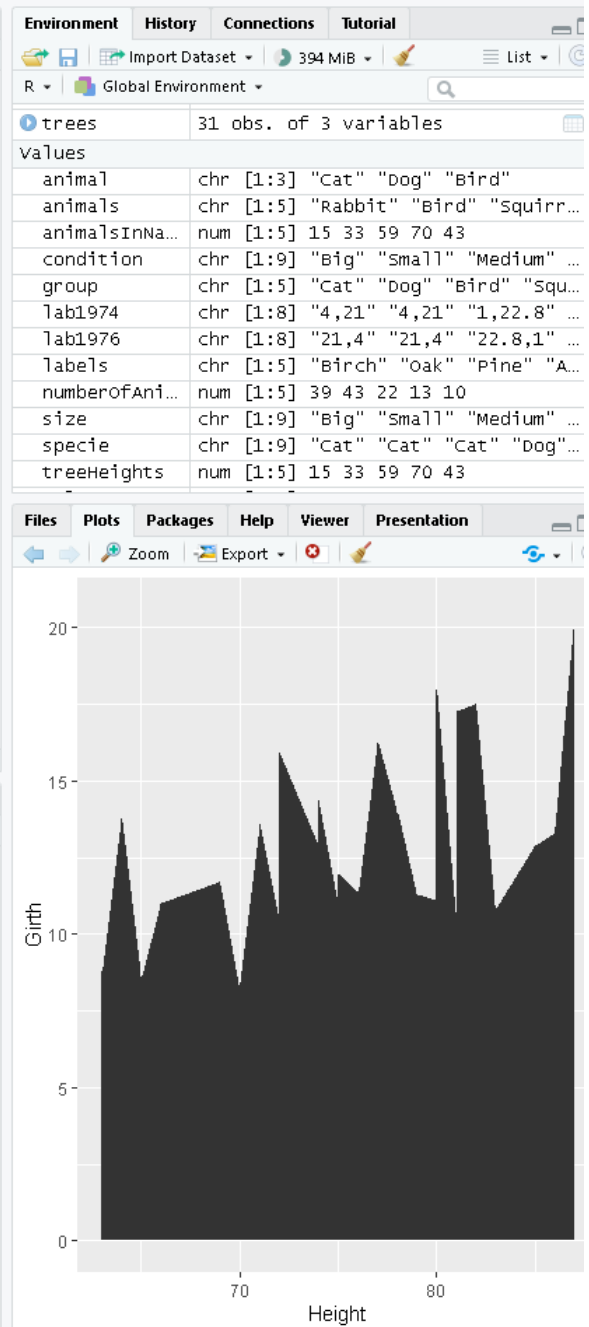 Environment History Connections Tutorial
Import Dataset 394 MiB List
R Global Environment
trees 31 obs. of 3 variables
Values
animal chr [1:3] "Cat" "Dog" "Bird"
animals chr [1:5] "Rabbit" "Bird" "Squirr...
animalsInNa... num [1:5] 15 33 59 70 43
condition chr [1:9] "Big" "Small" "Medium" ...
group chr [1:5] "Cat" "Dog" "Bird" "Squ...
lab1974 chr [1:8] "4,21" "4,21" "1,22.8" ...
lab1976 chr [1:8] "21,4" "21,4" "22.8,1" ...
labels chr [1:5] "Birch" "Oak" "Pine" "A...
numberOfAni... num [1:5] 39 43 22 13 10
size chr [1:9] "Big" "Small" "Medium" ...
specie chr [1:9] "Cat" "Cat" "Cat" "Dog"...
treeHeights num [1:5] 15 33 59 70 43
Files Plots Packages Help Viewer Presentation
Zoom Export
20
15
Girth
10
5
0
70 80
Height